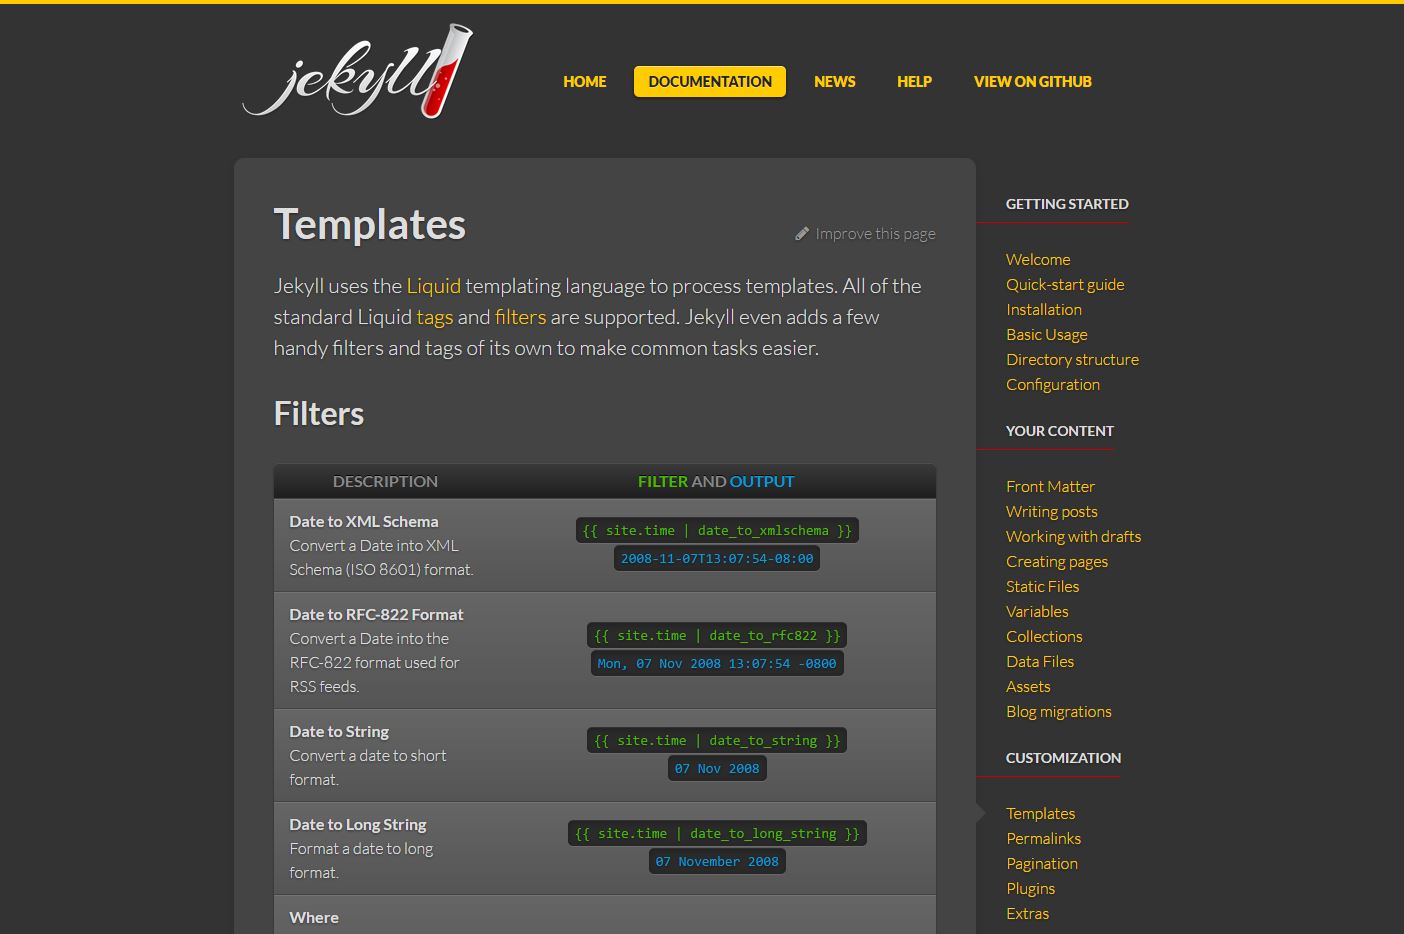 jekyll
HOME
DOCUMENTATION
NEWS
HELP
VIEW ON GITHUB
Templates
Improve this page
Jekyll uses the Liquid templating language to process templates. All of the
standard Liquid tags and filters are supported. Jekyll even adds a few
handy filters and tags of its own to make common tasks easier.
Filters
DESCRIPTION
FILTER AND OUTPUT
Date to XML Schema
Convert a Date into XML
Schema (ISO 8601) format.
{{ site.time | date_to_xmlschema }}
2008-11-07T13:07:54-08:00
Date to RFC-822 Format
Convert a Date into the
RFC-822 format used for
RSS feeds.
{{ site.time | date_to_rfc822 }}
Mon, 07 Nov 2008 13:07:54 -0800
Date to String
Convert a date to short
format.
{{ site.time | date_to_string }}
07 Nov 2008
Date to Long String
Format a date to long
format.
{{ site.time | date_to_long_string }}
07 November 2008
Where
GETTING STARTED
Welcome
Quick-start guide
Installation
Basic Usage
Directory structure
Configuration
YOUR CONTENT
Front Matter
Writing posts
Working with drafts
Creating pages
Static Files
Variables
Collections
Data Files
Assets
Blog migrations
CUSTOMIZATION
Templates
Permalinks
Pagination
Plugins
Extras